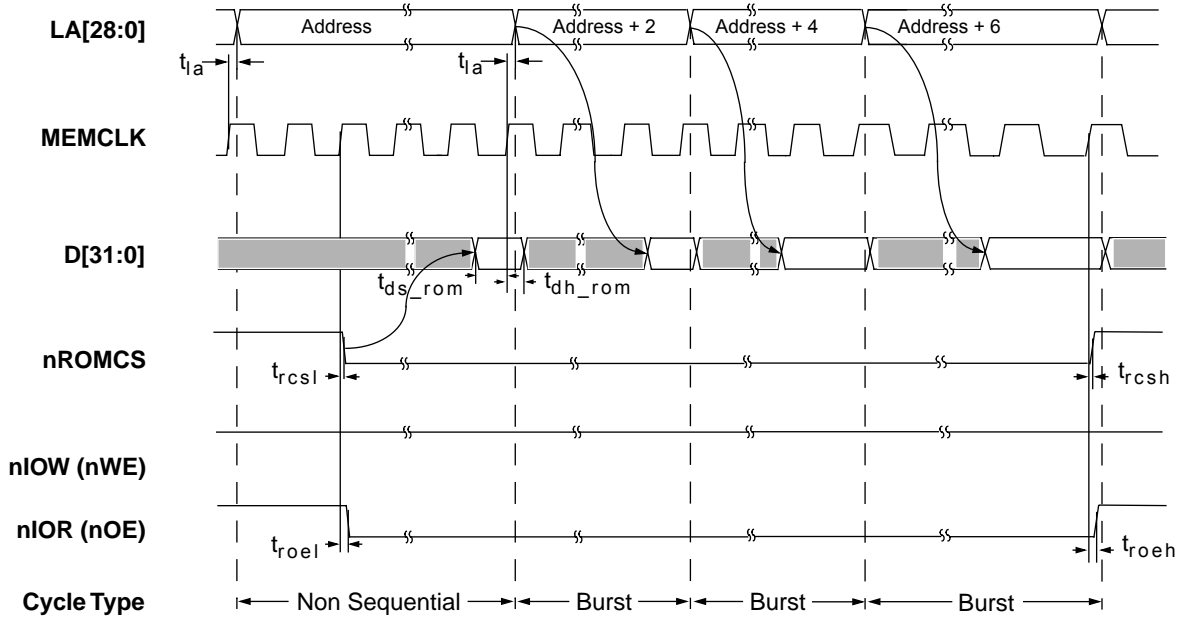 LA[28:0] Address Address + 2 Address + 4 Address + 6
tla tla
MEMCLK
D[31:0]
tds_rom tdh_rom
nROMCS
trcsl trcsh
nIOW (nWE)
nIOR (nOE)
troel troeh
Cycle Type Non Sequential Burst Burst Burst